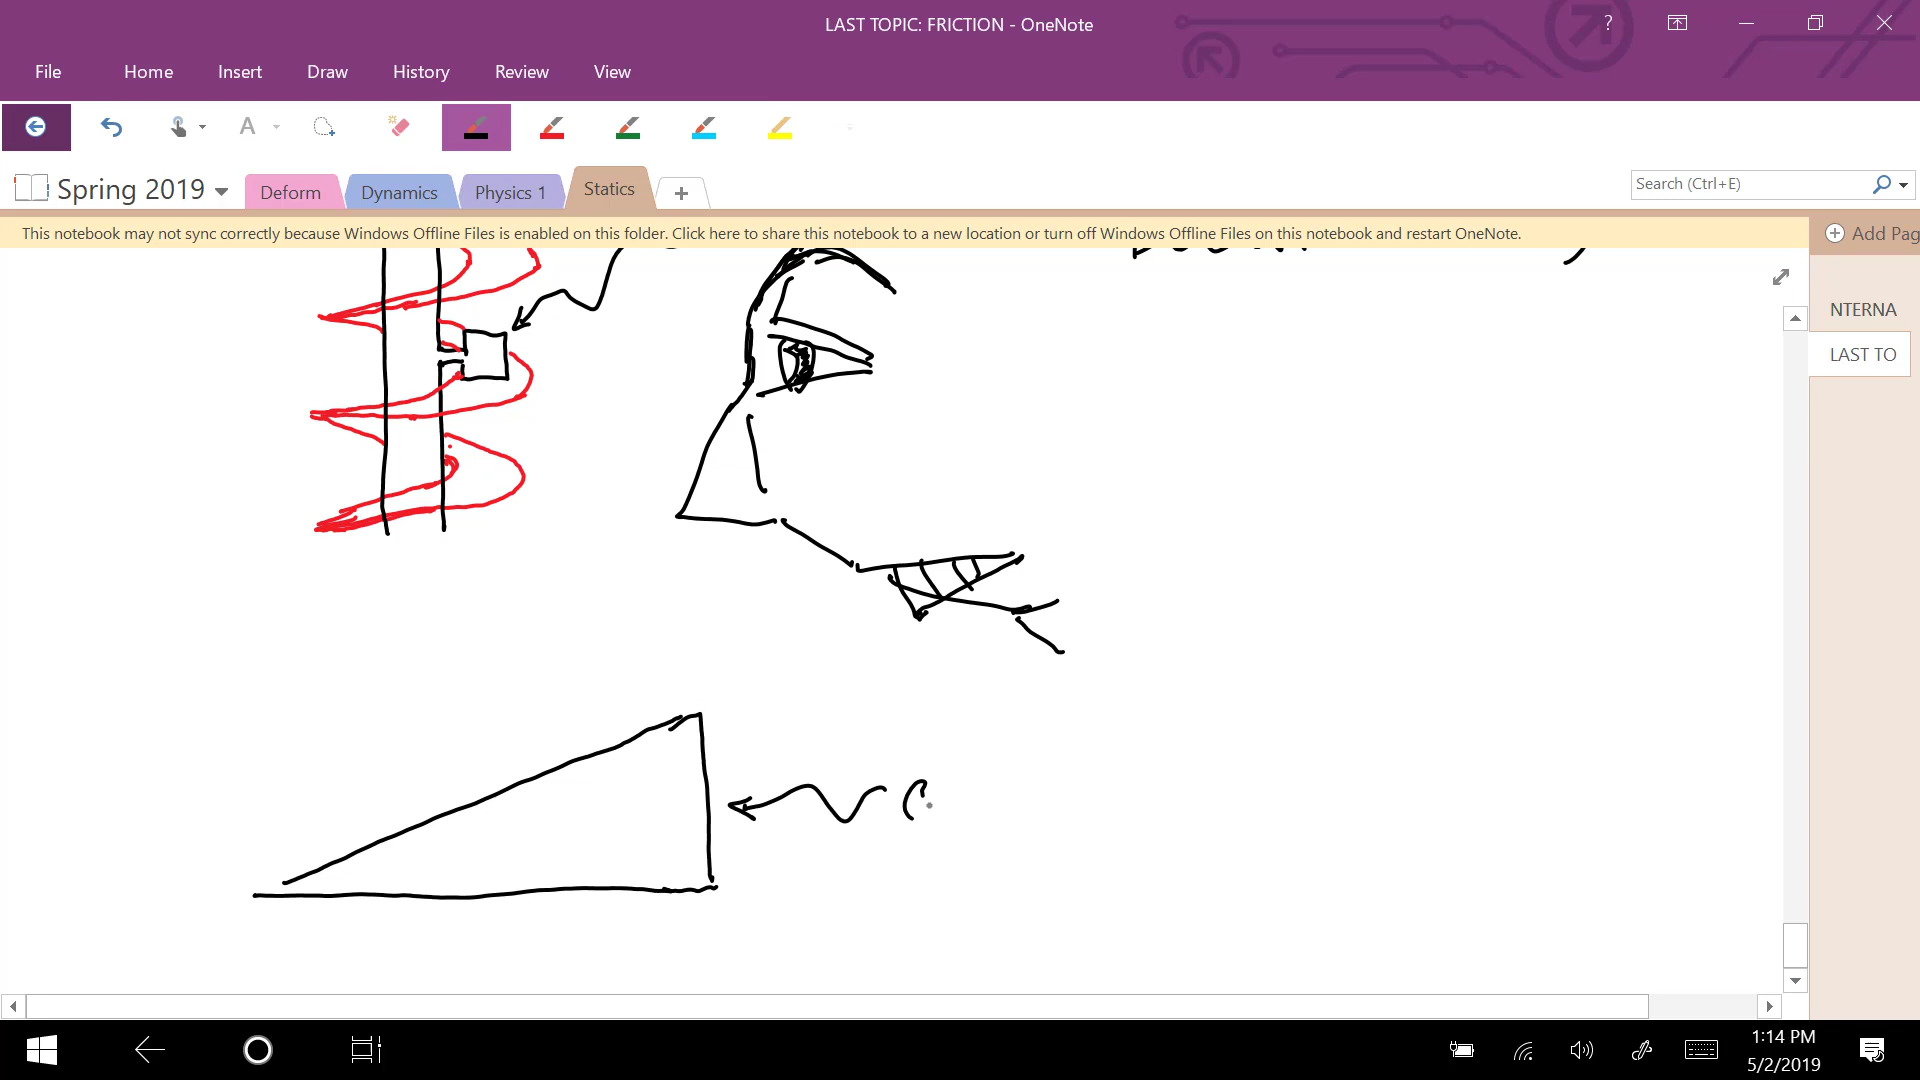 LAST TOPIC: FRICTION - OneNote
?
File Home Insert Draw History Review View
A
Spring 2019 Deform Dynamics Physics 1 Statics +
Search (Ctrl+E)
This notebook may not sync correctly because Windows Offline Files is enabled on this folder. Click here to share this notebook to a new location or turn off Windows Offline Files on this notebook and restart OneNote.
Add Pag
NTERNA
LAST TO
1:14 PM
5/2/2019